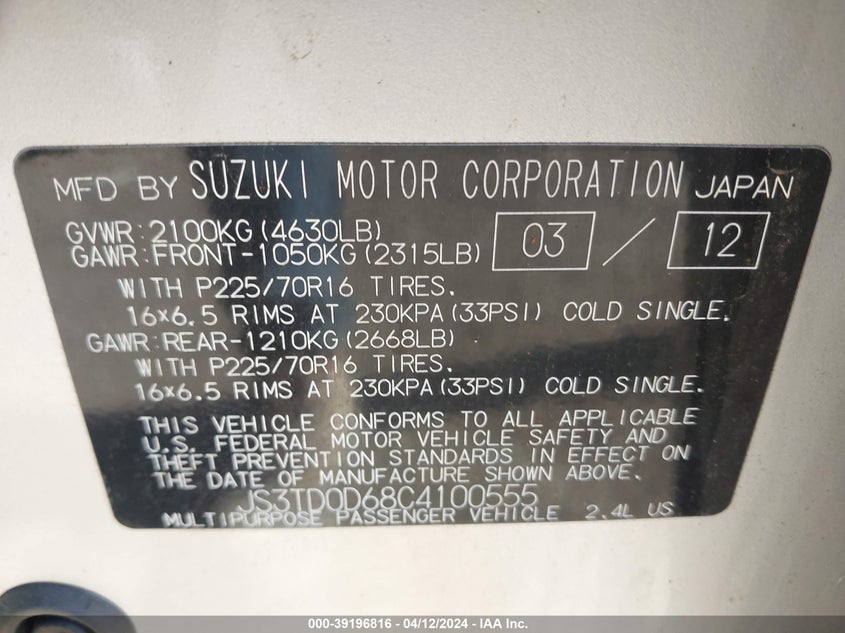 MFD BY SUZUKI MOTOR CORPORATION JAPAN
GVWR:2100KG(4630LB)
GAWR:FRONT-1050KG(2315LB) 03 / 12
WITH P225/70R16 TIRES.
16×6.5 RIMS AT 230KPA(33PSI) COLD SINGLE.
GAWR:REAR-1210KG(2668LB)
WITH P225/70R16 TIRES.
16×6.5 RIMS AT 230KPA(33PSI) COLD SINGLE.
THIS VEHICLE CONFORMS TO ALL APPLICABLE
U.S. FEDERAL MOTOR VEHICLE SAFETY AND
THEFT PREVENTION STANDARDS IN EFFECT ON
THE DATE OF MANUFACTURE SHOWN ABOVE.
JS3TD0D68C4100555
MULTIPURPOSE PASSENGER VEHICLE 2.4L US
000-39196816 - 04/12/2024 - IAA Inc.